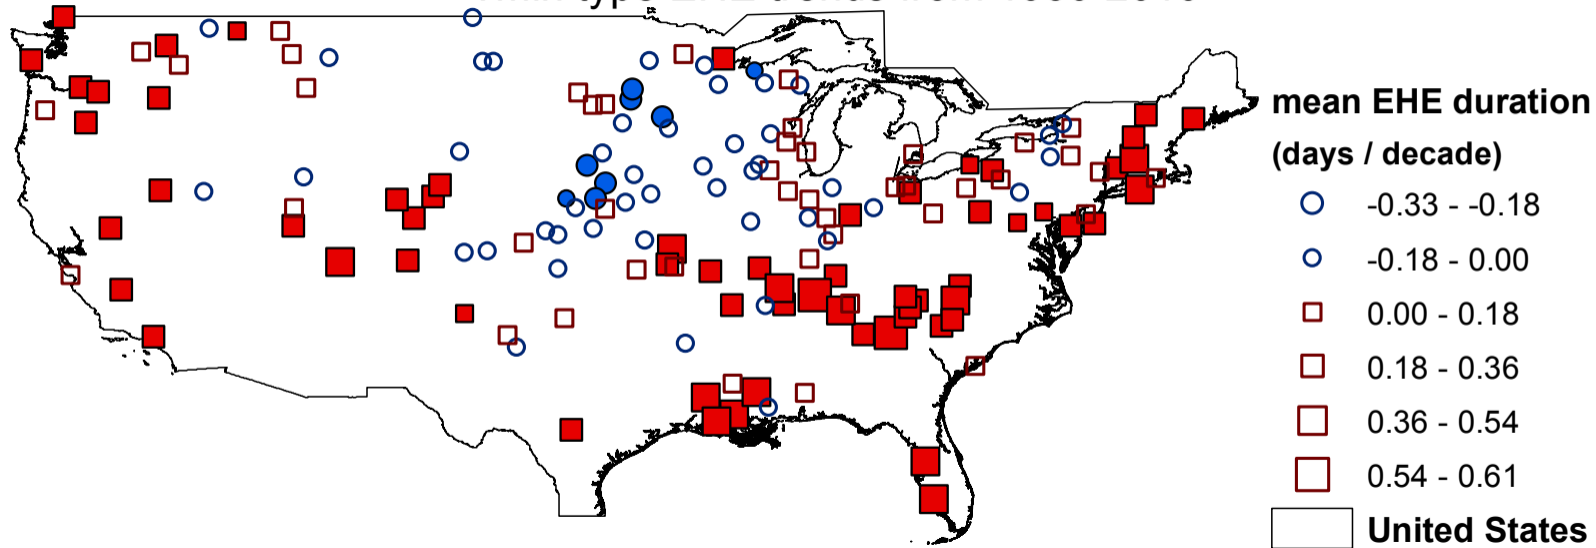 mean EHE duration
(days / decade)
-0.33 - -0.18
-0.18 - 0.00
0.00 - 0.18
0.18 - 0.36
0.36 - 0.54
0.54 - 0.61
United States